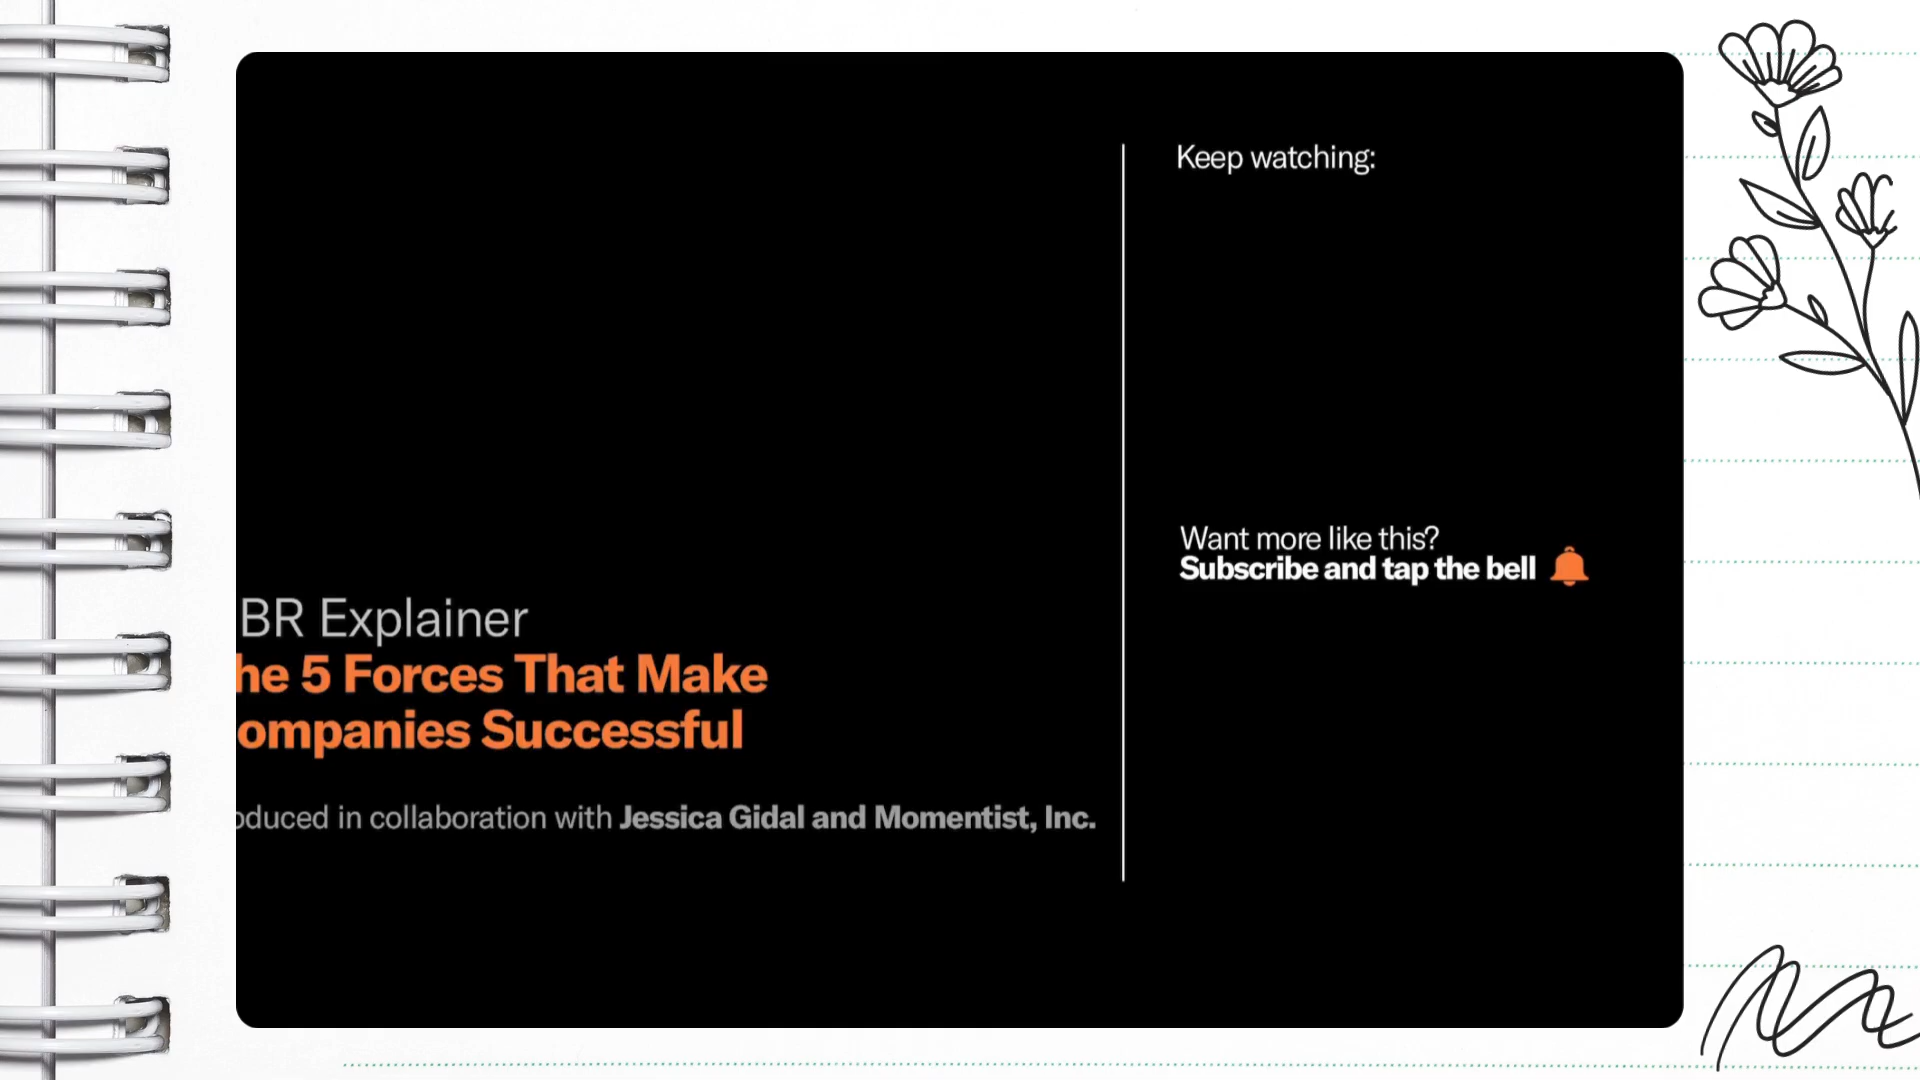 BR Explainer
he 5 Forces That Make
ompanies Successful
oduced in collaboration with Jessica Gidal and Momentist, Inc.
Keep watching:
Want more like this?
Subscribe and tap the bell